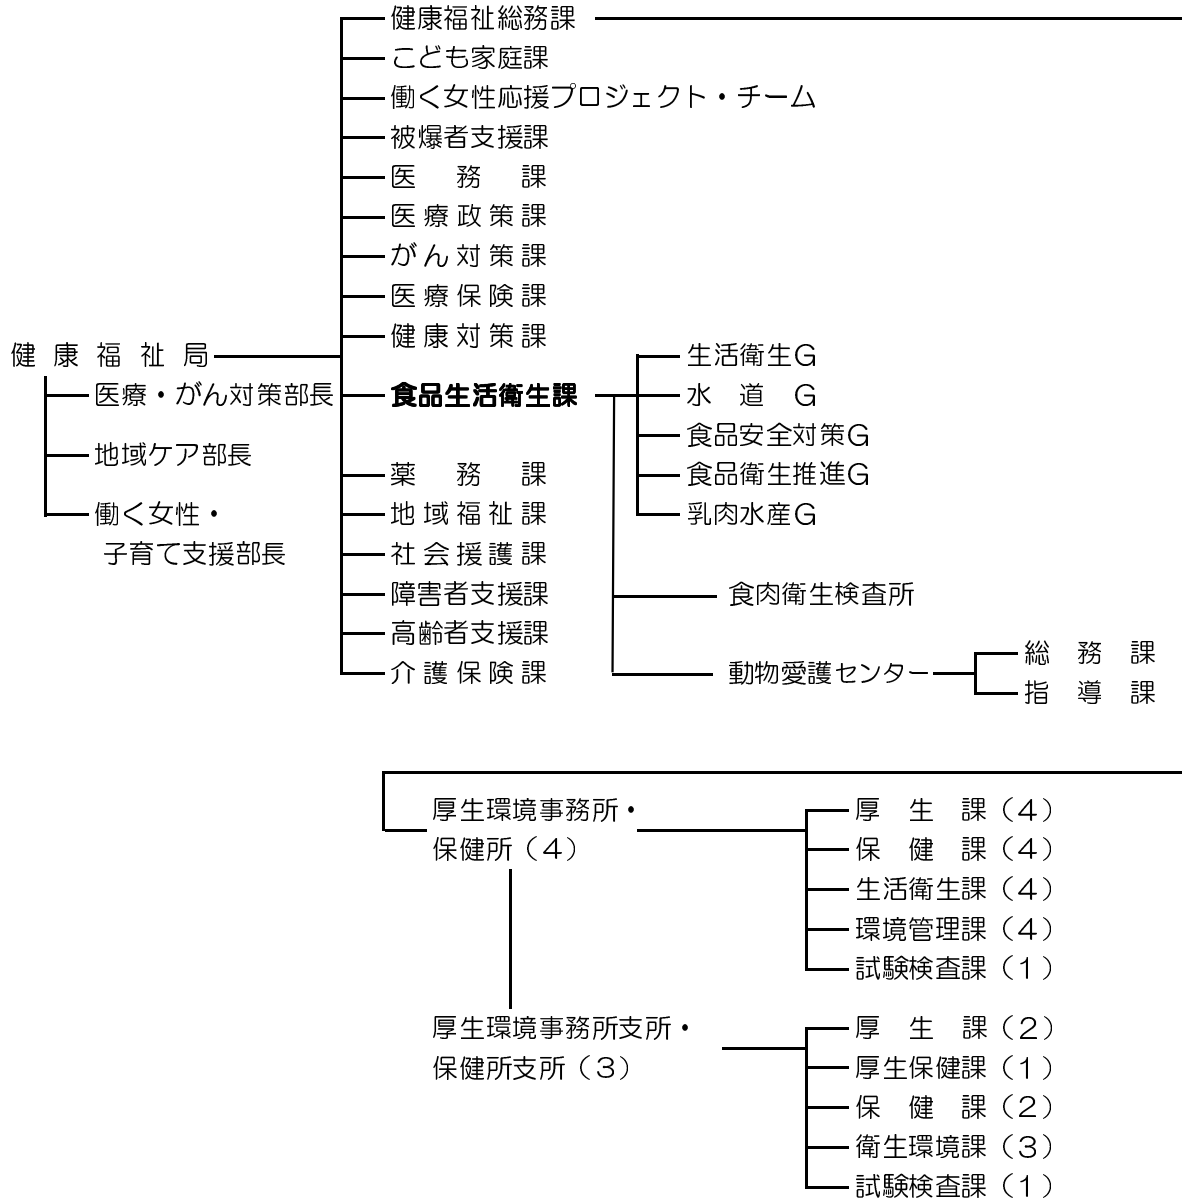 健康福祉総務課
こども家庭課
働く女性応援プロジェクト・チーム
被爆者支援課
医務課
医療政策課
がん対策課
医療保険課
健康対策課
健康福祉局
医療・がん対策部長
地域ケア部長
働く女性・
子育て支援部長
食品生活衛生課
薬務課
地域福祉課
社会援護課
障害者支援課
高齢者支援課
介護保険課
生活衛生G
水道G
食品安全対策G
食品衛生推進G
乳肉水産G
食肉衛生検査所
動物愛護センター
総務課
指導課
厚生環境事務所・
保健所（４）
厚生課（４）
保健課（４）
生活衛生課（４）
環境管理課（４）
試験検査課（１）
厚生環境事務所支所・
保健所支所（３）
厚生課（２）
厚生保健課（１）
保健課（２）
衛生環境課（３）
試験検査課（１）